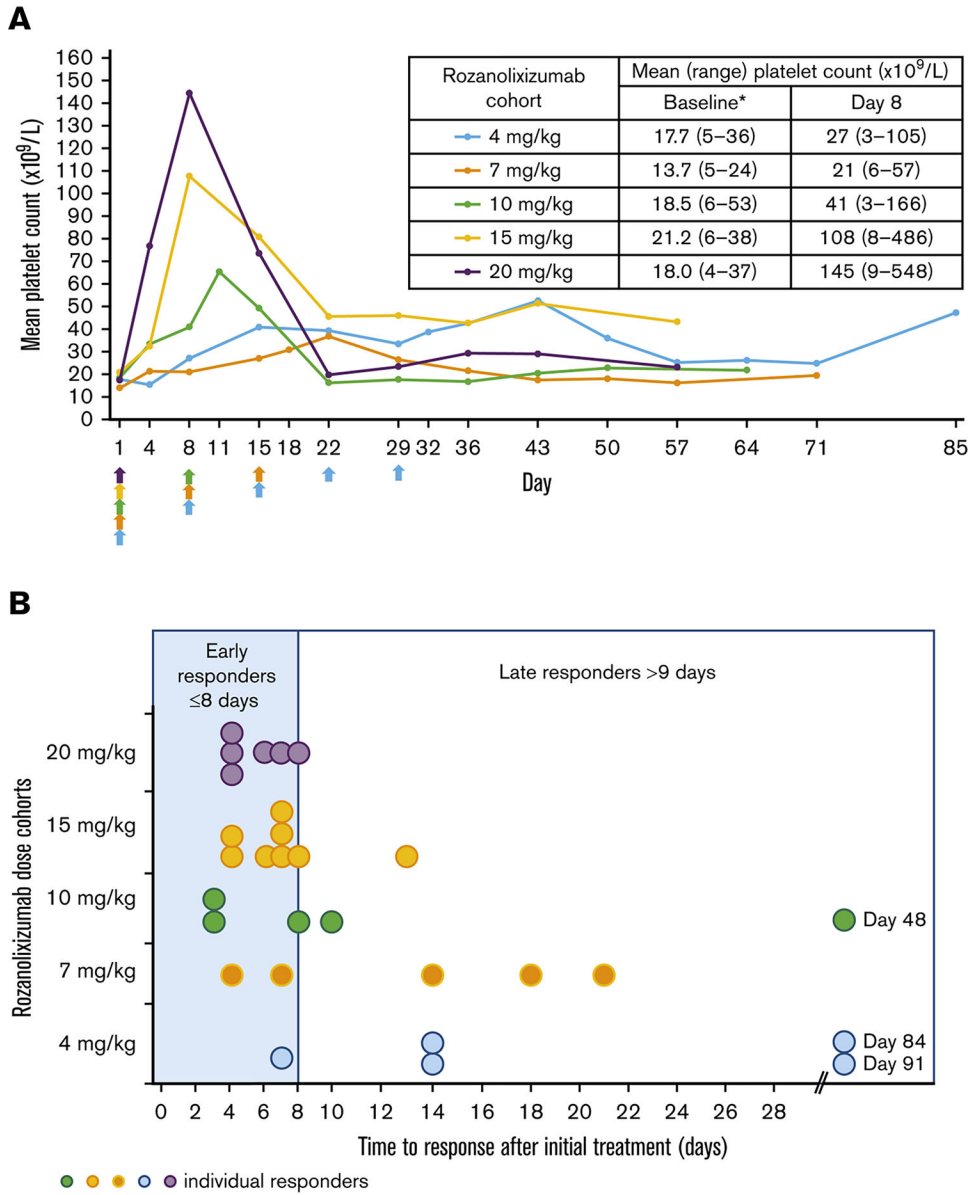 A
Mean platelet count (x10⁹/L)
160
150
140
130
120
110
100
90
80
70
60
50
40
30
20
10
0
Rozanolixizumab cohort
Mean (range) platelet count (x10⁹/L)
Baseline* Day 8
4 mg/kg 17.7 (5–36) 27 (3–105)
7 mg/kg 13.7 (5–24) 21 (6–57)
10 mg/kg 18.5 (6–53) 41 (3–166)
15 mg/kg 21.2 (6–38) 108 (8–486)
20 mg/kg 18.0 (4–37) 145 (9–548)
1 4 8 11 15 18 22 29 32 36 43 50 57 64 71 85
Day
B
Early
responders
≤8 days
Late responders >9 days
Rozanolixizumab dose cohorts
20 mg/kg
15 mg/kg
10 mg/kg
Day 48
7 mg/kg
4 mg/kg
Day 84
Day 91
0 2 4 6 8 10 12 14 16 18 20 22 24 26 28
Time to response after initial treatment (days)
individual responders